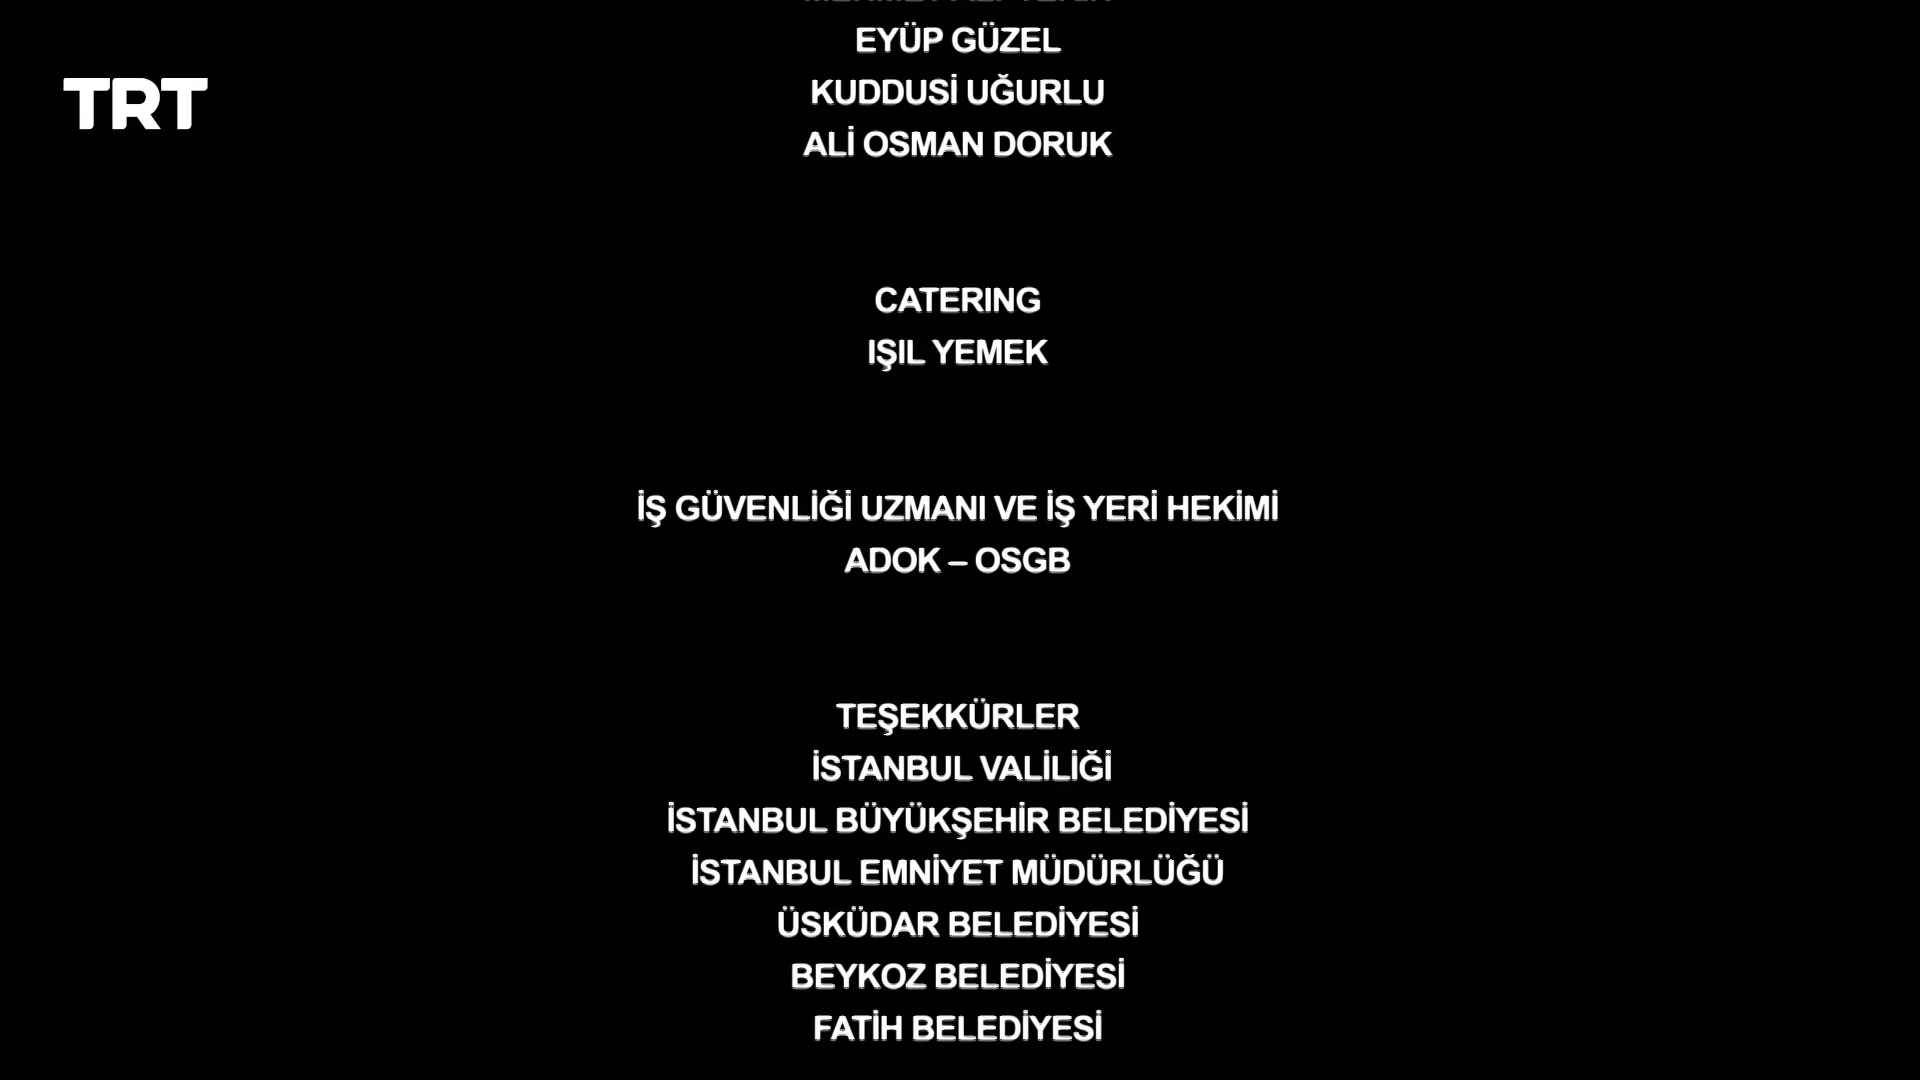 EYÜP GÜZEL
KUDDUSİ UĞURLU
TRT
ALİ OSMAN DORUK
CATERING
IŞIL YEMEK
İŞ GÜVENLİĞİ UZMANI VE İŞ YERİ HEKİMİ
ADOK – OSGB
TEŞEKKÜRLER
İSTANBUL VALİLİĞİ
İSTANBUL BÜYÜKŞEHİR BELEDİYESİ
İSTANBUL EMNİYET MÜDÜRLÜĞÜ
ÜSKÜDAR BELEDİYESİ
BEYKOZ BELEDİYESİ
FATİH BELEDİYESİ